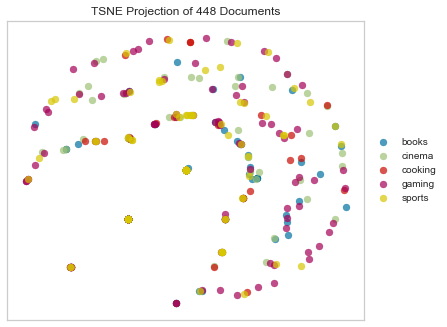 TSNE Projection of 448 Documents
books
cinema
cooking
gaming
sports